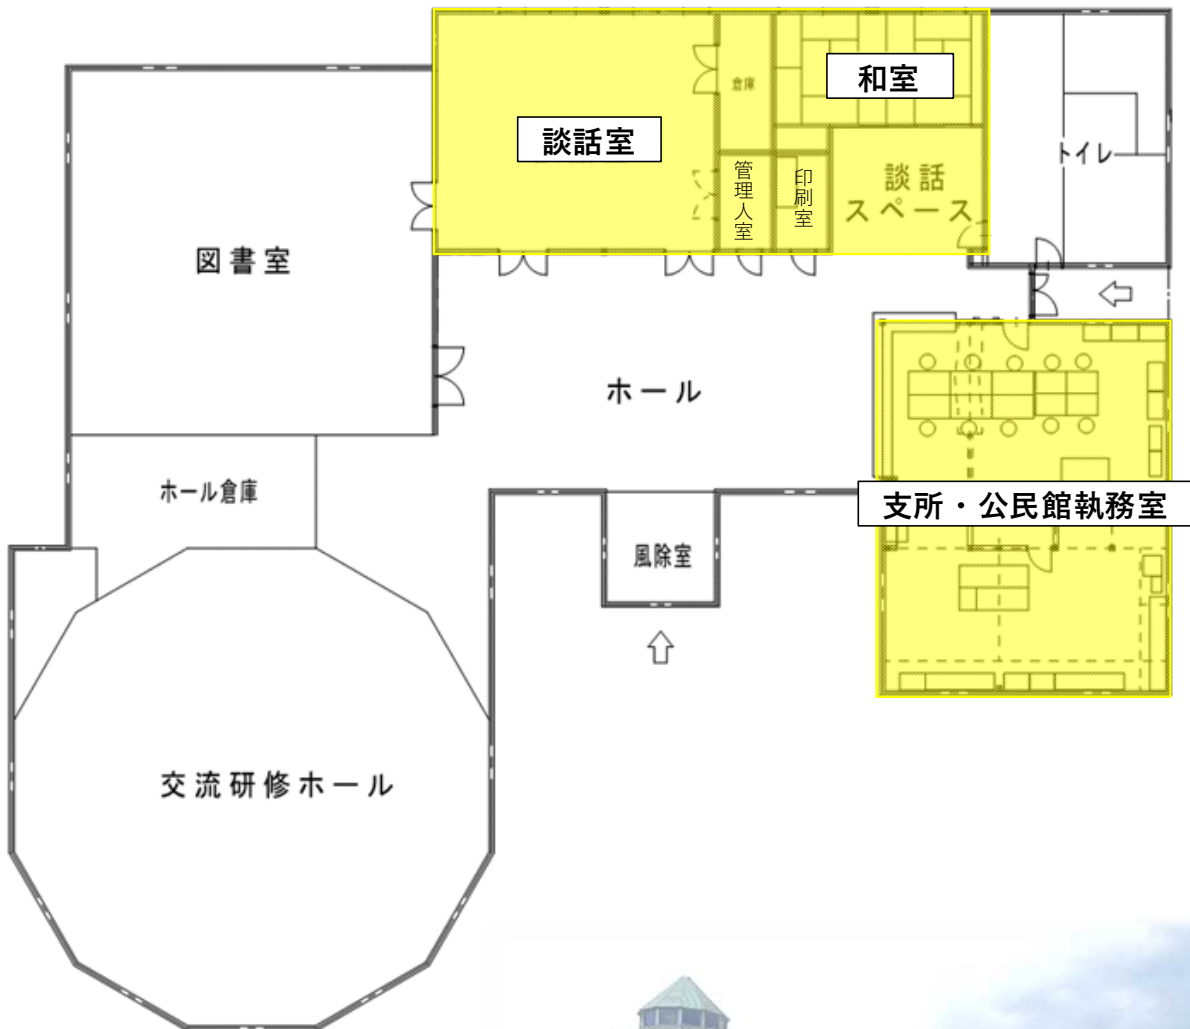 和室
倉庫
談話室
トイレ
管理人室
印刷室
談話
スペース
図書室
ホール
ホール倉庫
支所・公民館執務室
風除室
交流研修ホール